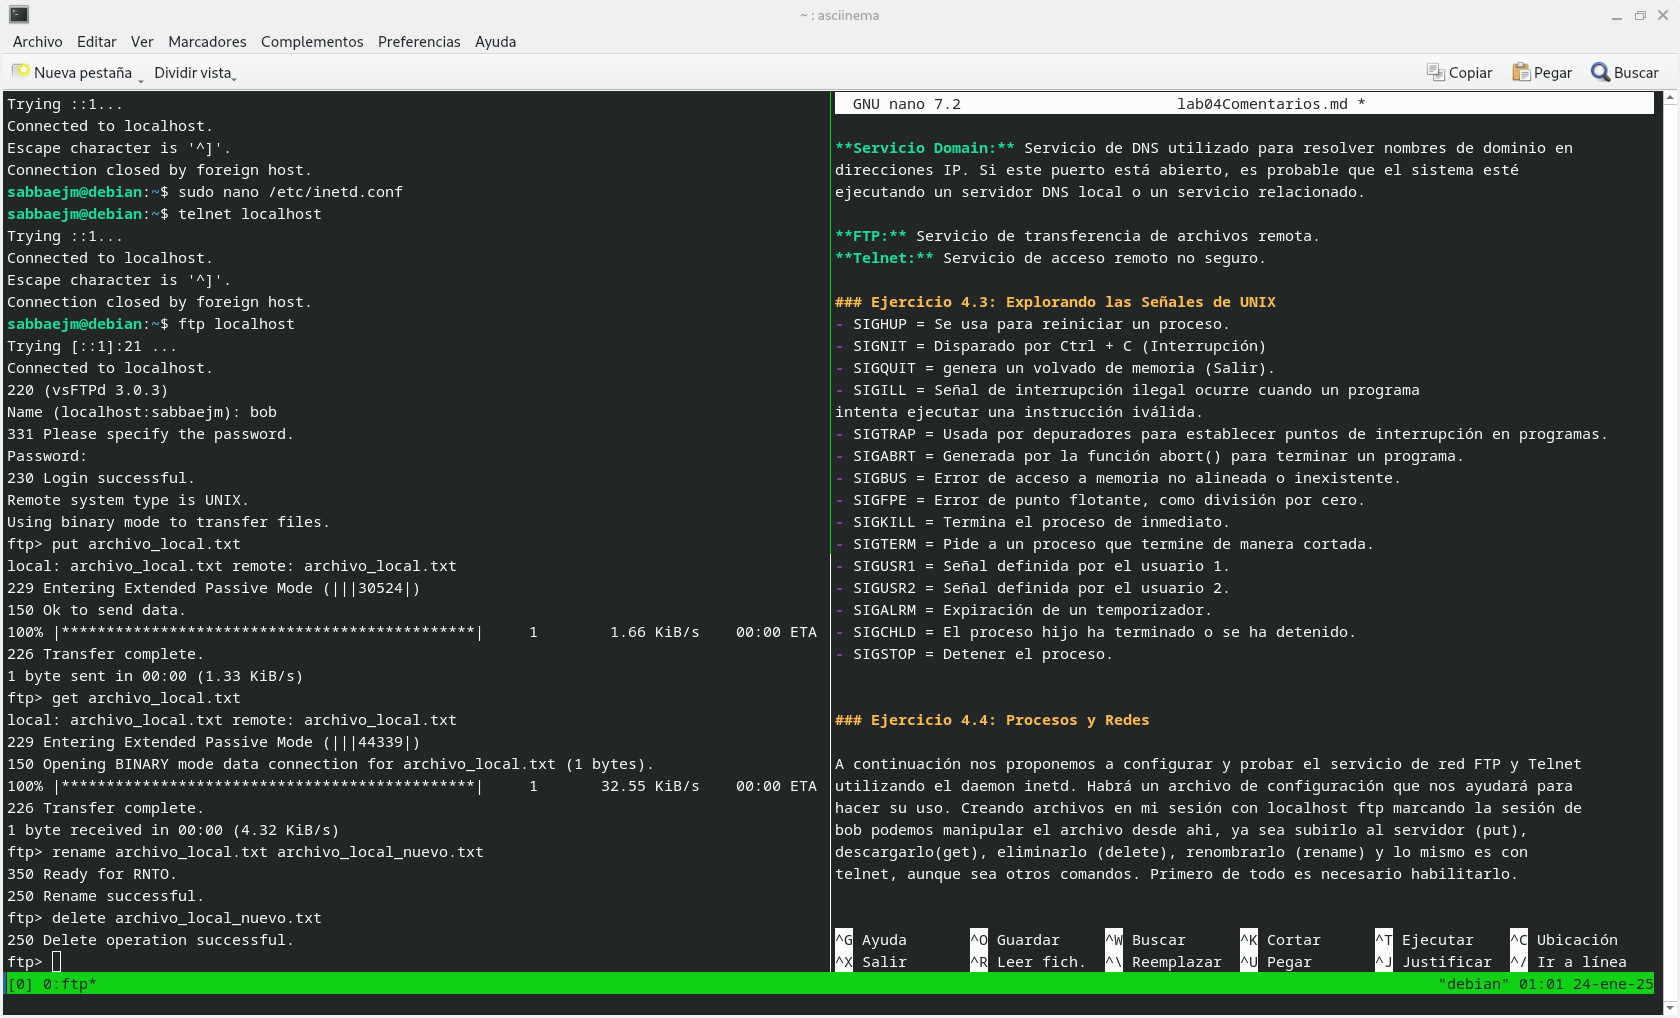 ~ : asciinema
Archivo Editar Ver Marcadores Complementos Preferencias Ayuda
Nueva pestaña Dividir vista Copiar Pegar Buscar
Trying ::1...
Connected to localhost.
Escape character is '^]'.
Connection closed by foreign host.
sabbaejm@debian:~$ sudo nano /etc/inetd.conf
sabbaejm@debian:~$ telnet localhost
Trying ::1...
Connected to localhost.
Escape character is '^]'.
Connection closed by foreign host.
sabbaejm@debian:~$ ftp localhost
Trying [::1]:21 ...
Connected to localhost.
220 (vsFTPd 3.0.3)
Name (localhost:sabbaejm): bob
331 Please specify the password.
Password:
230 Login successful.
Remote system type is UNIX.
Using binary mode to transfer files.
ftp> put archivo_local.txt
local: archivo_local.txt remote: archivo_local.txt
229 Entering Extended Passive Mode (|||30524|)
150 Ok to send data.
100% |**********************************************| 1 1.66 KiB/s 00:00 ETA
226 Transfer complete.
1 byte sent in 00:00 (1.33 KiB/s)
ftp> get archivo_local.txt
local: archivo_local.txt remote: archivo_local.txt
229 Entering Extended Passive Mode (|||44339|)
150 Opening BINARY mode data connection for archivo_local.txt (1 bytes).
100% |**********************************************| 1 32.55 KiB/s 00:00 ETA
226 Transfer complete.
1 byte received in 00:00 (4.32 KiB/s)
ftp> rename archivo_local.txt archivo_local_nuevo.txt
350 Ready for RNTO.
250 Rename successful.
ftp> delete archivo_local_nuevo.txt
250 Delete operation successful.
ftp>
GNU nano 7.2 lab04Comentarios.md *
**Servicio Domain:** Servicio de DNS utilizado para resolver nombres de dominio en
direcciones IP. Si este puerto está abierto, es probable que el sistema esté
ejecutando un servidor DNS local o un servicio relacionado.
**FTP:** Servicio de transferencia de archivos remota.
**Telnet:** Servicio de acceso remoto no seguro.
### Ejercicio 4.3: Explorando las Señales de UNIX
- SIGHUP = Se usa para reiniciar un proceso.
- SIGNIT = Disparado por Ctrl + C (Interrupción)
- SIGQUIT = genera un volvado de memoria (Salir).
- SIGILL = Señal de interrupción ilegal ocurre cuando un programa
intenta ejecutar una instrucción iválida.
- SIGTRAP = Usada por depuradores para establecer puntos de interrupción en programas.
- SIGABRT = Generada por la función abort() para terminar un programa.
- SIGBUS = Error de acceso a memoria no alineada o inexistente.
- SIGFPE = Error de punto flotante, como división por cero.
- SIGKILL = Termina el proceso de inmediato.
- SIGTERM = Pide a un proceso que termine de manera cortada.
- SIGUSR1 = Señal definida por el usuario 1.
- SIGUSR2 = Señal definida por el usuario 2.
- SIGALRM = Expiración de un temporizador.
- SIGCHLD = El proceso hijo ha terminado o se ha detenido.
- SIGSTOP = Detener el proceso.
### Ejercicio 4.4: Procesos y Redes
A continuación nos proponemos a configurar y probar el servicio de red FTP y Telnet
utilizando el daemon inetd. Habrá un archivo de configuración que nos ayudará para
hacer su uso. Creando archivos en mi sesión con localhost ftp marcando la sesión de
bob podemos manipular el archivo desde ahi, ya sea subirlo al servidor (put),
descargarlo(get), eliminarlo (delete), renombrarlo (rename) y lo mismo es con
telnet, aunque sea otros comandos. Primero de todo es necesario habilitarlo.
^G Ayuda ^O Guardar ^W Buscar ^K Cortar ^T Ejecutar ^C Ubicación
^X Salir ^R Leer fich. ^\ Reemplazar ^U Pegar ^J Justificar ^/ Ir a línea
[0] 0:ftp* "debian" 01:01 24-ene-25